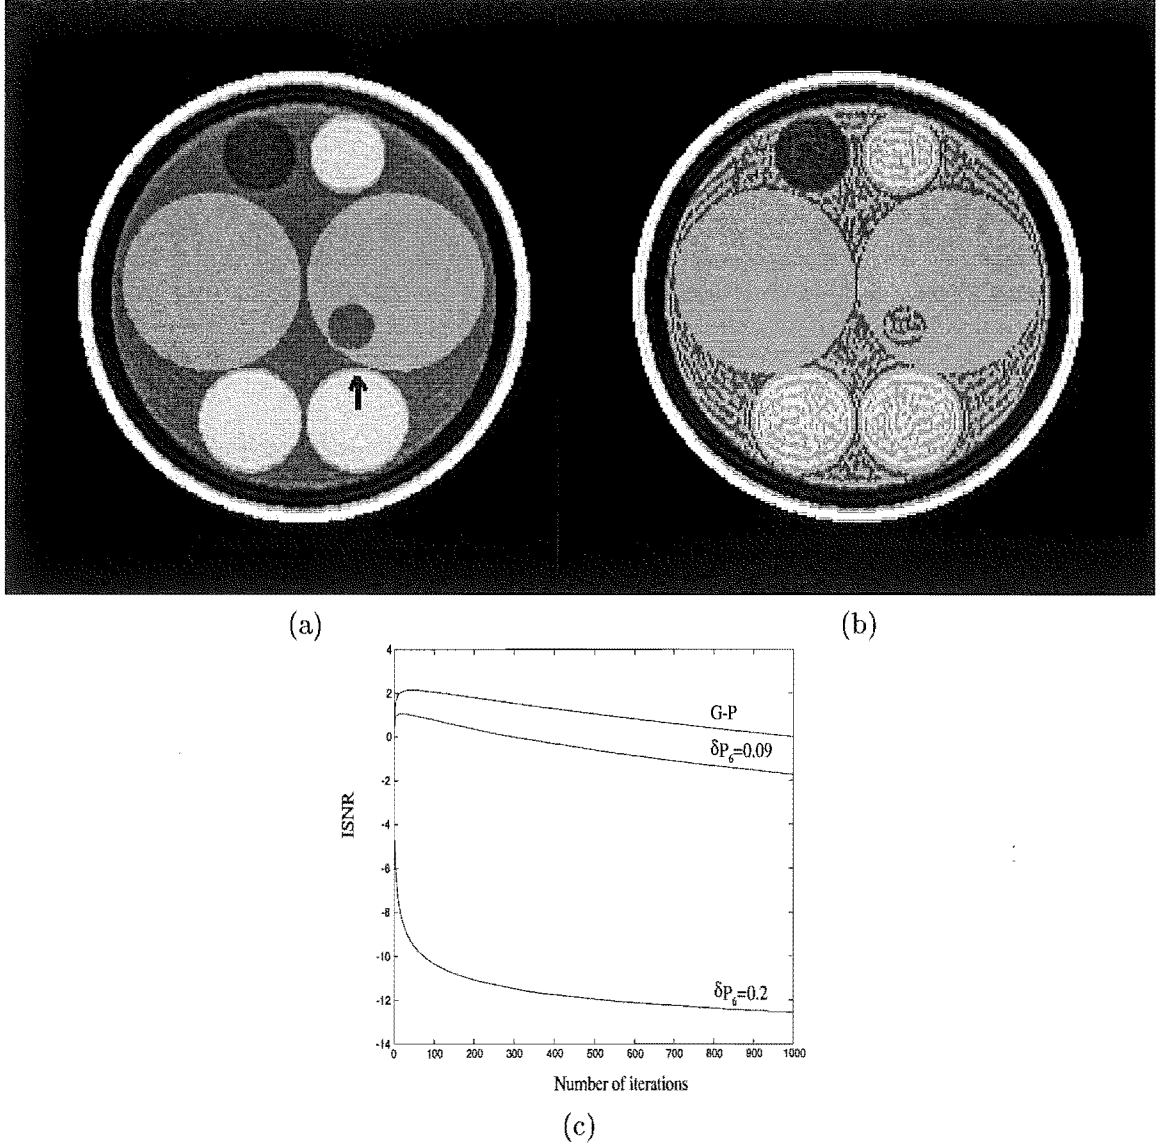 (a)
(b)
4
2
0
-2
-4
-6
-8
-10
-12
-14
ISNR
G-P
δP₆=0.09
δP₆=0.2
0 100 200 300 400 500 600 700 800 900 1000
Number of iterations
(c)